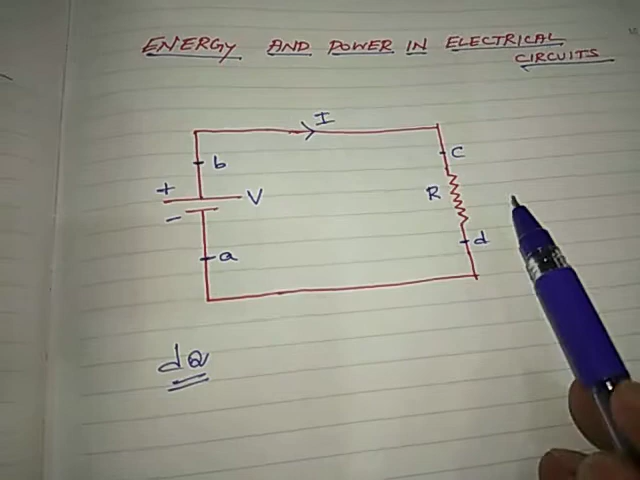 ENERGY AND POWER IN ELECTRICAL
CIRCUITS
I
b
c
+
V
R
-
d
a
dQ